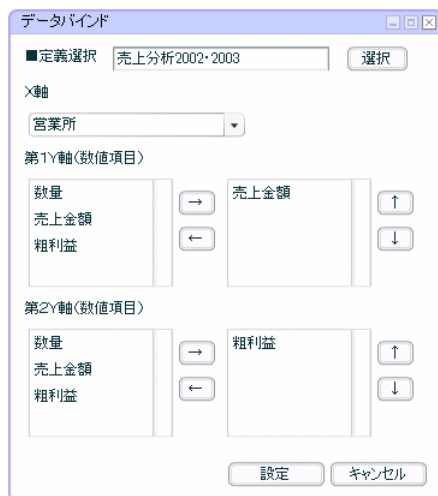 データバインド
■定義選択 売上分析2002・2003 選択
X軸
営業所
第1Y軸(数値項目)
数量
売上金額
粗利益
→
←
売上金額
↑
↓
第2Y軸(数値項目)
数量
売上金額
粗利益
→
←
粗利益
↑
↓
設定 キャンセル